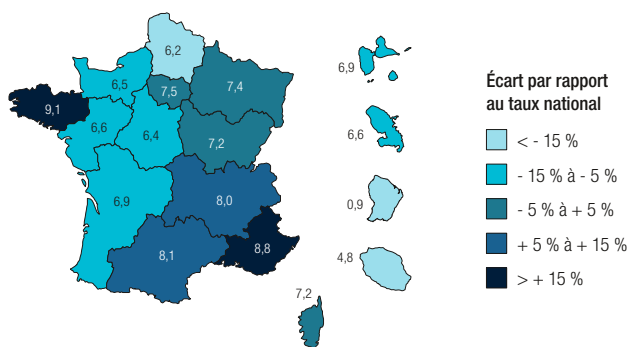 6,2
6,5
7,5
7,4
9,1
6,6
6,4
7,2
6,9
8,0
8,1
8,8
7,2
6,9
6,6
0,9
4,8
Écart par rapport
au taux national
< - 15 %
- 15 % à - 5 %
- 5 % à + 5 %
+ 5 % à + 15 %
> + 15 %